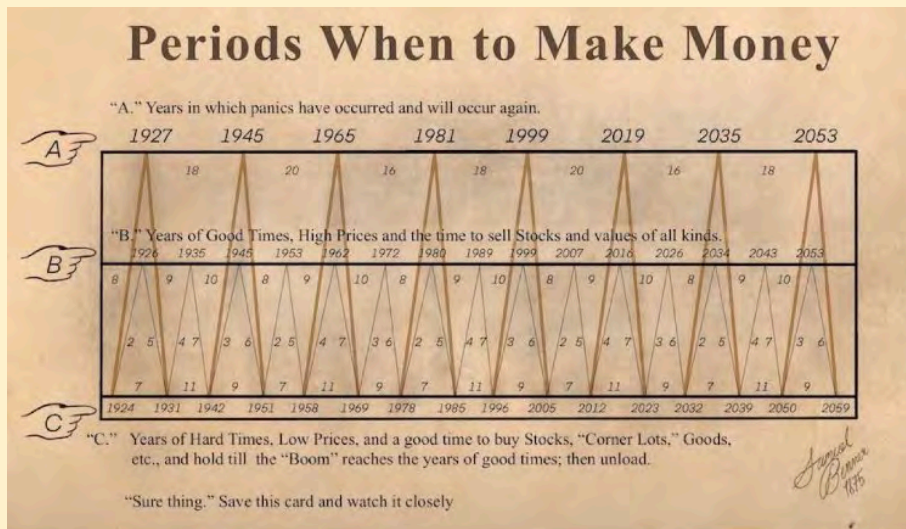 Periods When to Make Money
“A.” Years in which panics have occurred and will occur again.
A 1927 1945 1965 1981 1999 2019 2035 2053
18 20 16 18 20 16 18
“B.” Years of Good Times, High Prices and the time to sell Stocks and values of all kinds.
B 1926 1935 1945 1953 1962 1972 1980 1989 1999 2007 2016 2026 2034 2043 2053
8 9 10 8 9 10 8 9 10 8 9 10 8 9 10
2 5 4 7 3 6 2 5 4 7 3 6 2 5 4 7 3 6 2 5 4 7 3 6 2 5 4 7 3 6
7 11 9 7 11 9 7 11 9 7 11 9 7 11 9
C 1924 1931 1942 1951 1958 1969 1978 1985 1996 2005 2012 2023 2032 2039 2050 2059
“C.” Years of Hard Times, Low Prices, and a good time to buy Stocks, “Corner Lots,” Goods,
etc., and hold till the “Boom” reaches the years of good times; then unload.
“Sure thing.” Save this card and watch it closely
Samuel
Benner
1875